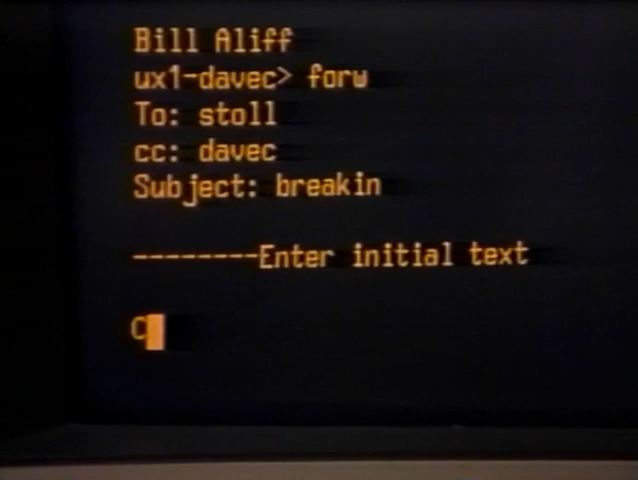 Bill Aliff
ux1-davec> forw
To: stoll
cc: davec
Subject: breakin
--------Enter initial text
C